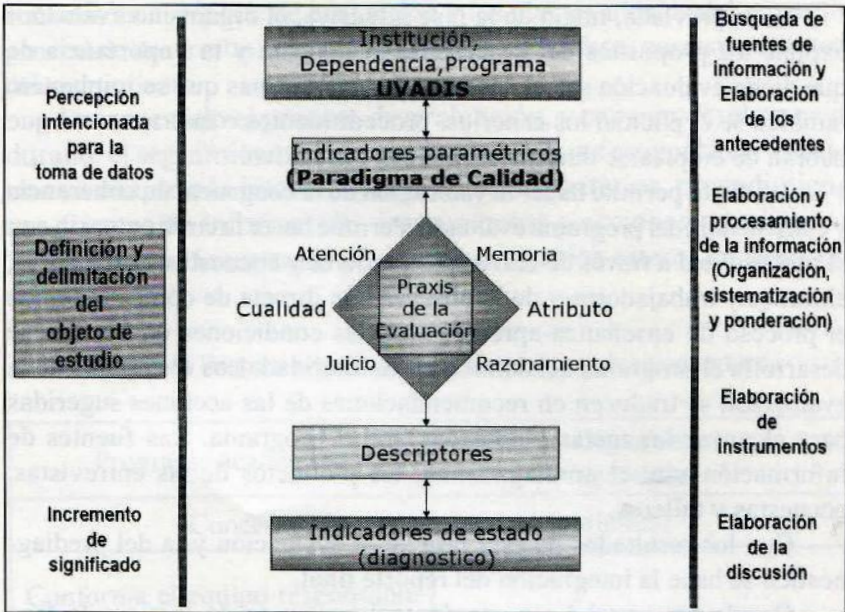 Percepción
intencionada
para la
toma de datos
Definición y
delimitación
del
objeto de
estudio
Incremento
de
significado
Institución,
Dependencia,Programa
UVADIS
Indicadores paramétricos
(Paradigma de Calidad)
Atención
Memoria
Cualidad
Praxis
de la
Evaluación
Atributo
Juicio
Razonamiento
Descriptores
Indicadores de estado
(diagnostico)
Búsqueda de
fuentes de
información y
Elaboracion
de los
antecedentes
Elaboración y
procesamiento
de la información
(Organización,
sistematización
y ponderación)
Elaboración
de
instrumentos
Elaboración
de la
discusión